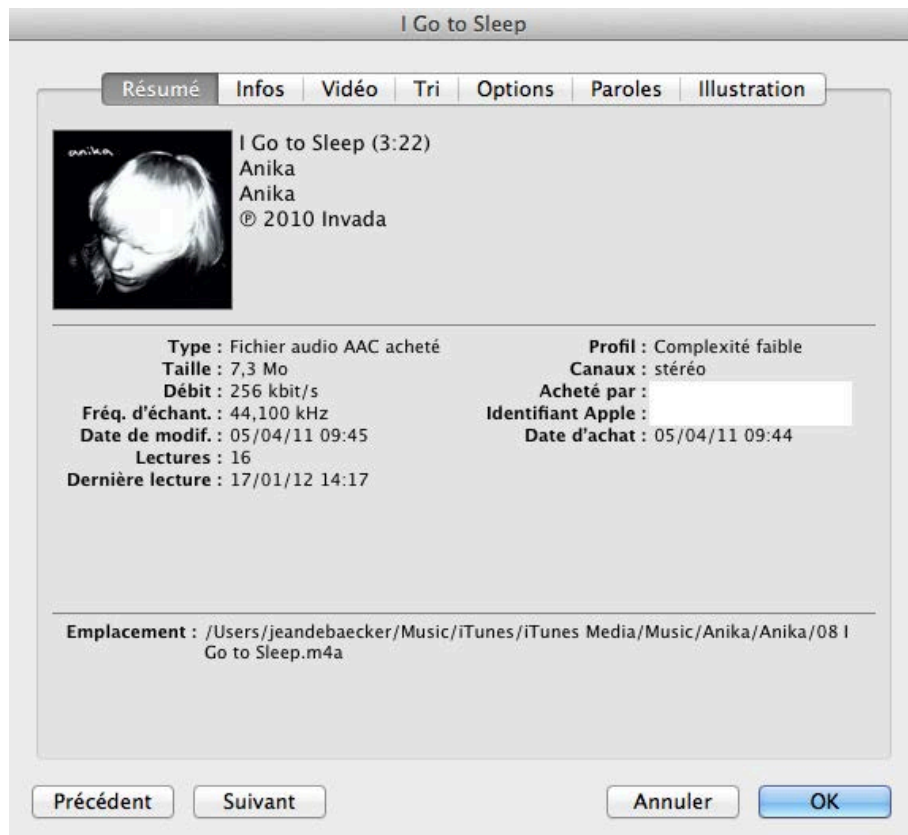 I Go to Sleep
Résumé Infos Vidéo Tri Options Paroles Illustration
anika
I Go to Sleep (3:22)
Anika
Anika
℗ 2010 Invada
Type : Fichier audio AAC acheté
Taille : 7,3 Mo
Débit : 256 kbit/s
Fréq. d'échant. : 44,100 kHz
Date de modif. : 05/04/11 09:45
Lectures : 16
Dernière lecture : 17/01/12 14:17
Profil : Complexité faible
Canaux : stéréo
Acheté par :
Identifiant Apple :
Date d'achat : 05/04/11 09:44
Emplacement : /Users/jeandebaecker/Music/iTunes/iTunes Media/Music/Anika/Anika/08 I
Go to Sleep.m4a
Précédent Suivant Annuler OK